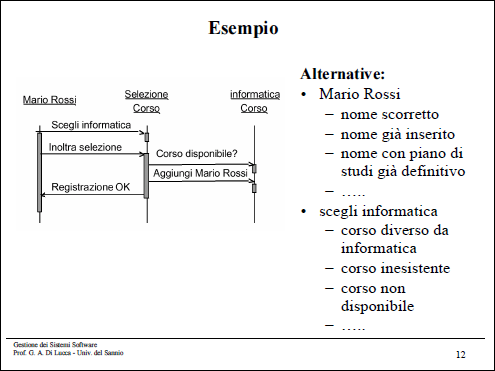 Esempio
Mario Rossi
Selezione
Corso
informatica
Corso
Scegli informatica
Inoltra selezione
Corso disponibile?
Aggiungi Mario Rossi
Registrazione OK
Alternative:
• Mario Rossi
– nome scorretto
– nome già inserito
– nome con piano di
studi già definitivo
– …..
• scegli informatica
– corso diverso da
informatica
– corso inesistente
– corso non
disponibile
– …..
Gestione dei Sistemi Software
Prof. G. A. Di Lucca - Univ. del Sannio
12